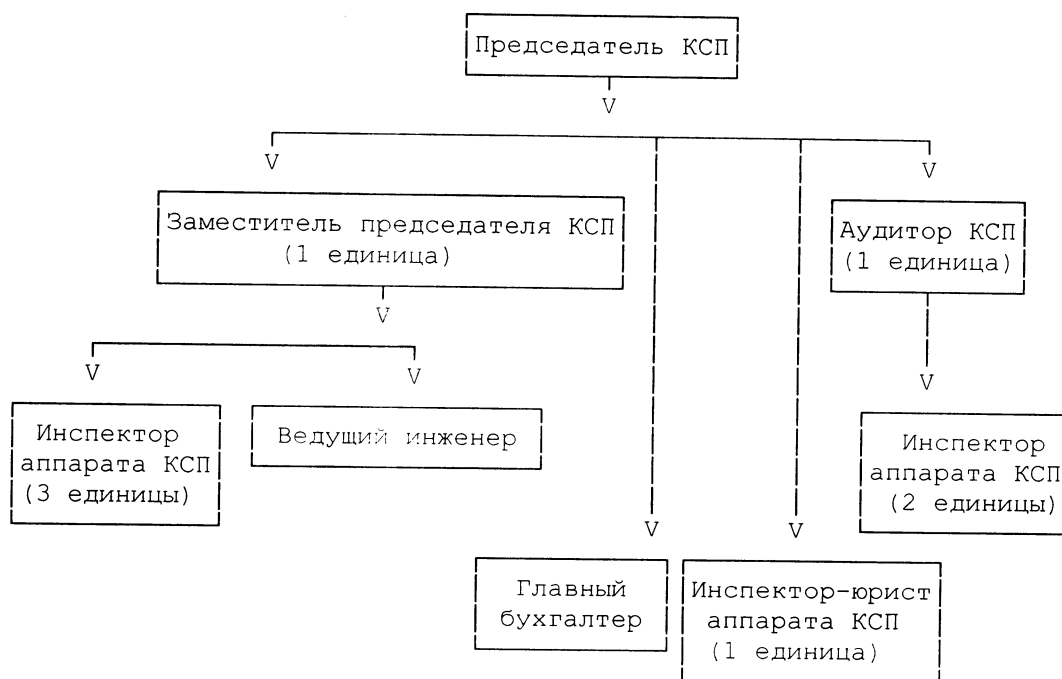 Председатель КСП
V
V
V
Заместитель председателя КСП
(1 единица)
Аудитор КСП
(1 единица)
V
V
V
V
Инспектор
аппарата КСП
(3 единицы)
Ведущий инженер
Инспектор
аппарата КСП
(2 единицы)
V
V
Главный
бухгалтер
Инспектор-юрист
аппарата КСП
(1 единица)